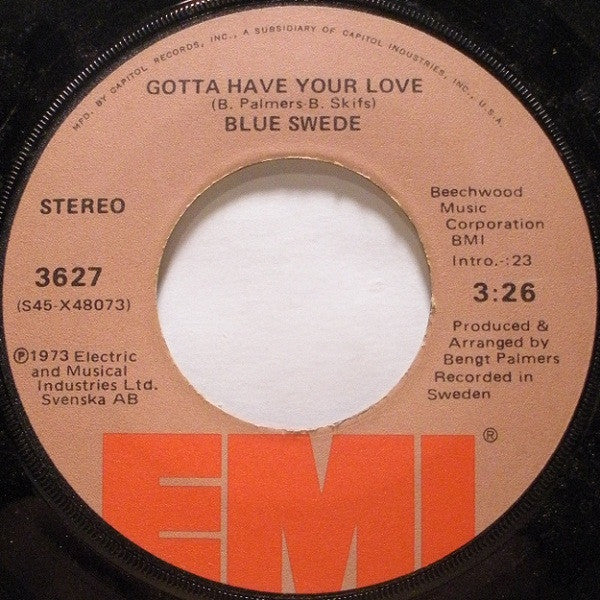 MFD. BY CAPITOL RECORDS, INC., A SUBSIDIARY OF CAPITOL INDUSTRIES, INC., U.S.A.
GOTTA HAVE YOUR LOVE
(B. Palmers-B. Skifs)
BLUE SWEDE
STEREO
3627
(S45-X48073)
℗1973 Electric
and Musical
Industries Ltd.
Svenska AB
Beechwood
Music
Corporation
BMI
Intro.-:23
3:26
Produced &
Arranged by
Bengt Palmers
Recorded in
Sweden
EMI®